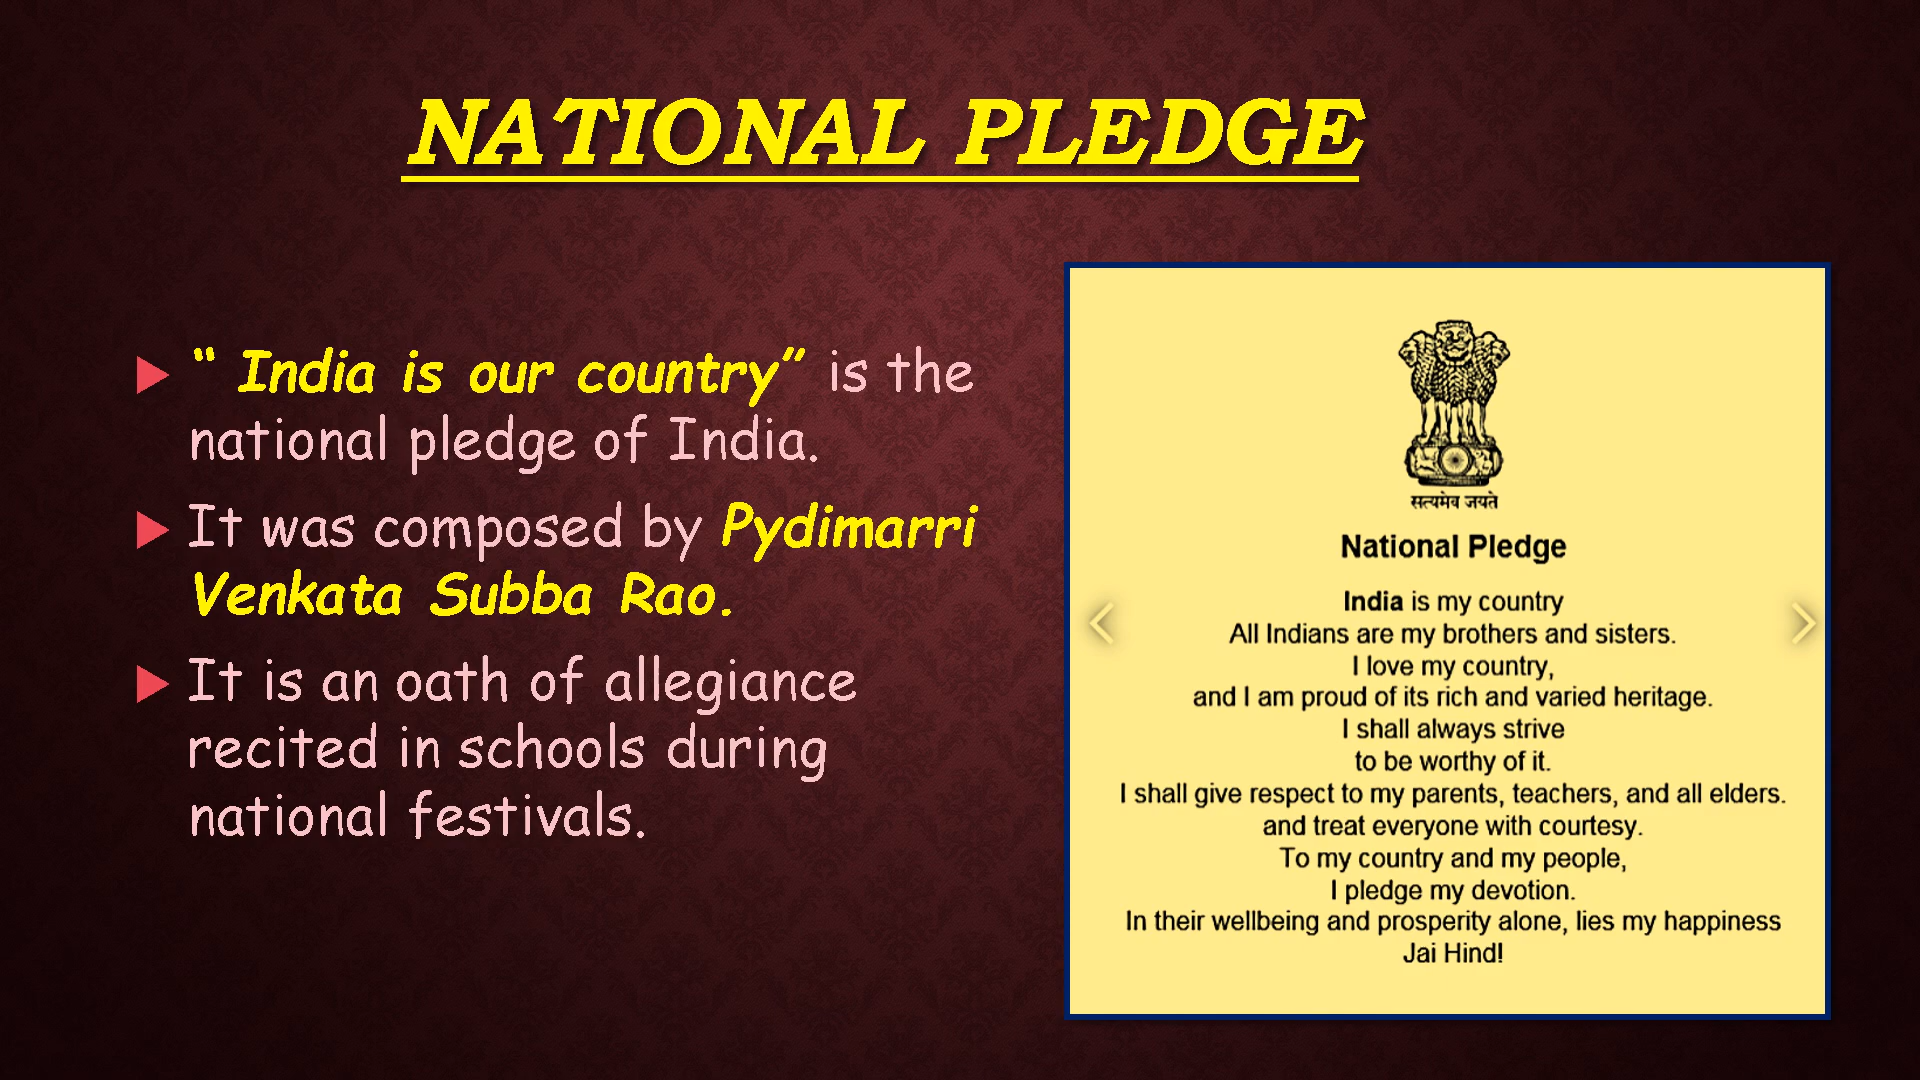 NATIONAL PLEDGE
“ India is our country” is the
national pledge of India.
It was composed by Pydimarri
Venkata Subba Rao.
It is an oath of allegiance
recited in schools during
national festivals.
सत्यमेव जयते
National Pledge
India is my country
All Indians are my brothers and sisters.
I love my country,
and I am proud of its rich and varied heritage.
I shall always strive
to be worthy of it.
I shall give respect to my parents, teachers, and all elders.
and treat everyone with courtesy.
To my country and my people,
I pledge my devotion.
In their wellbeing and prosperity alone, lies my happiness
Jai Hind!